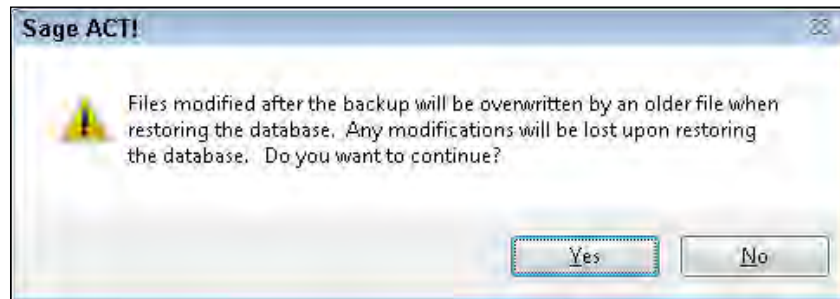 Sage ACT!
Files modified after the backup will be overwritten by an older file when
restoring the database. Any modifications will be lost upon restoring
the database. Do you want to continue?
Yes
No